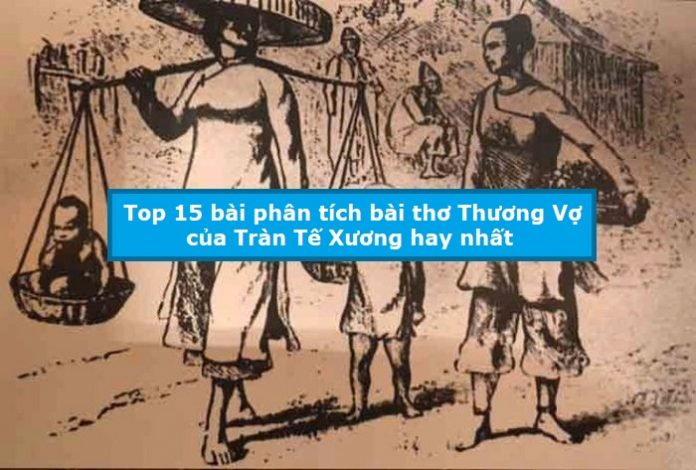 Top 15 bài phân tích bài thơ Thương Vợ
của Tràn Tế Xương hay nhất